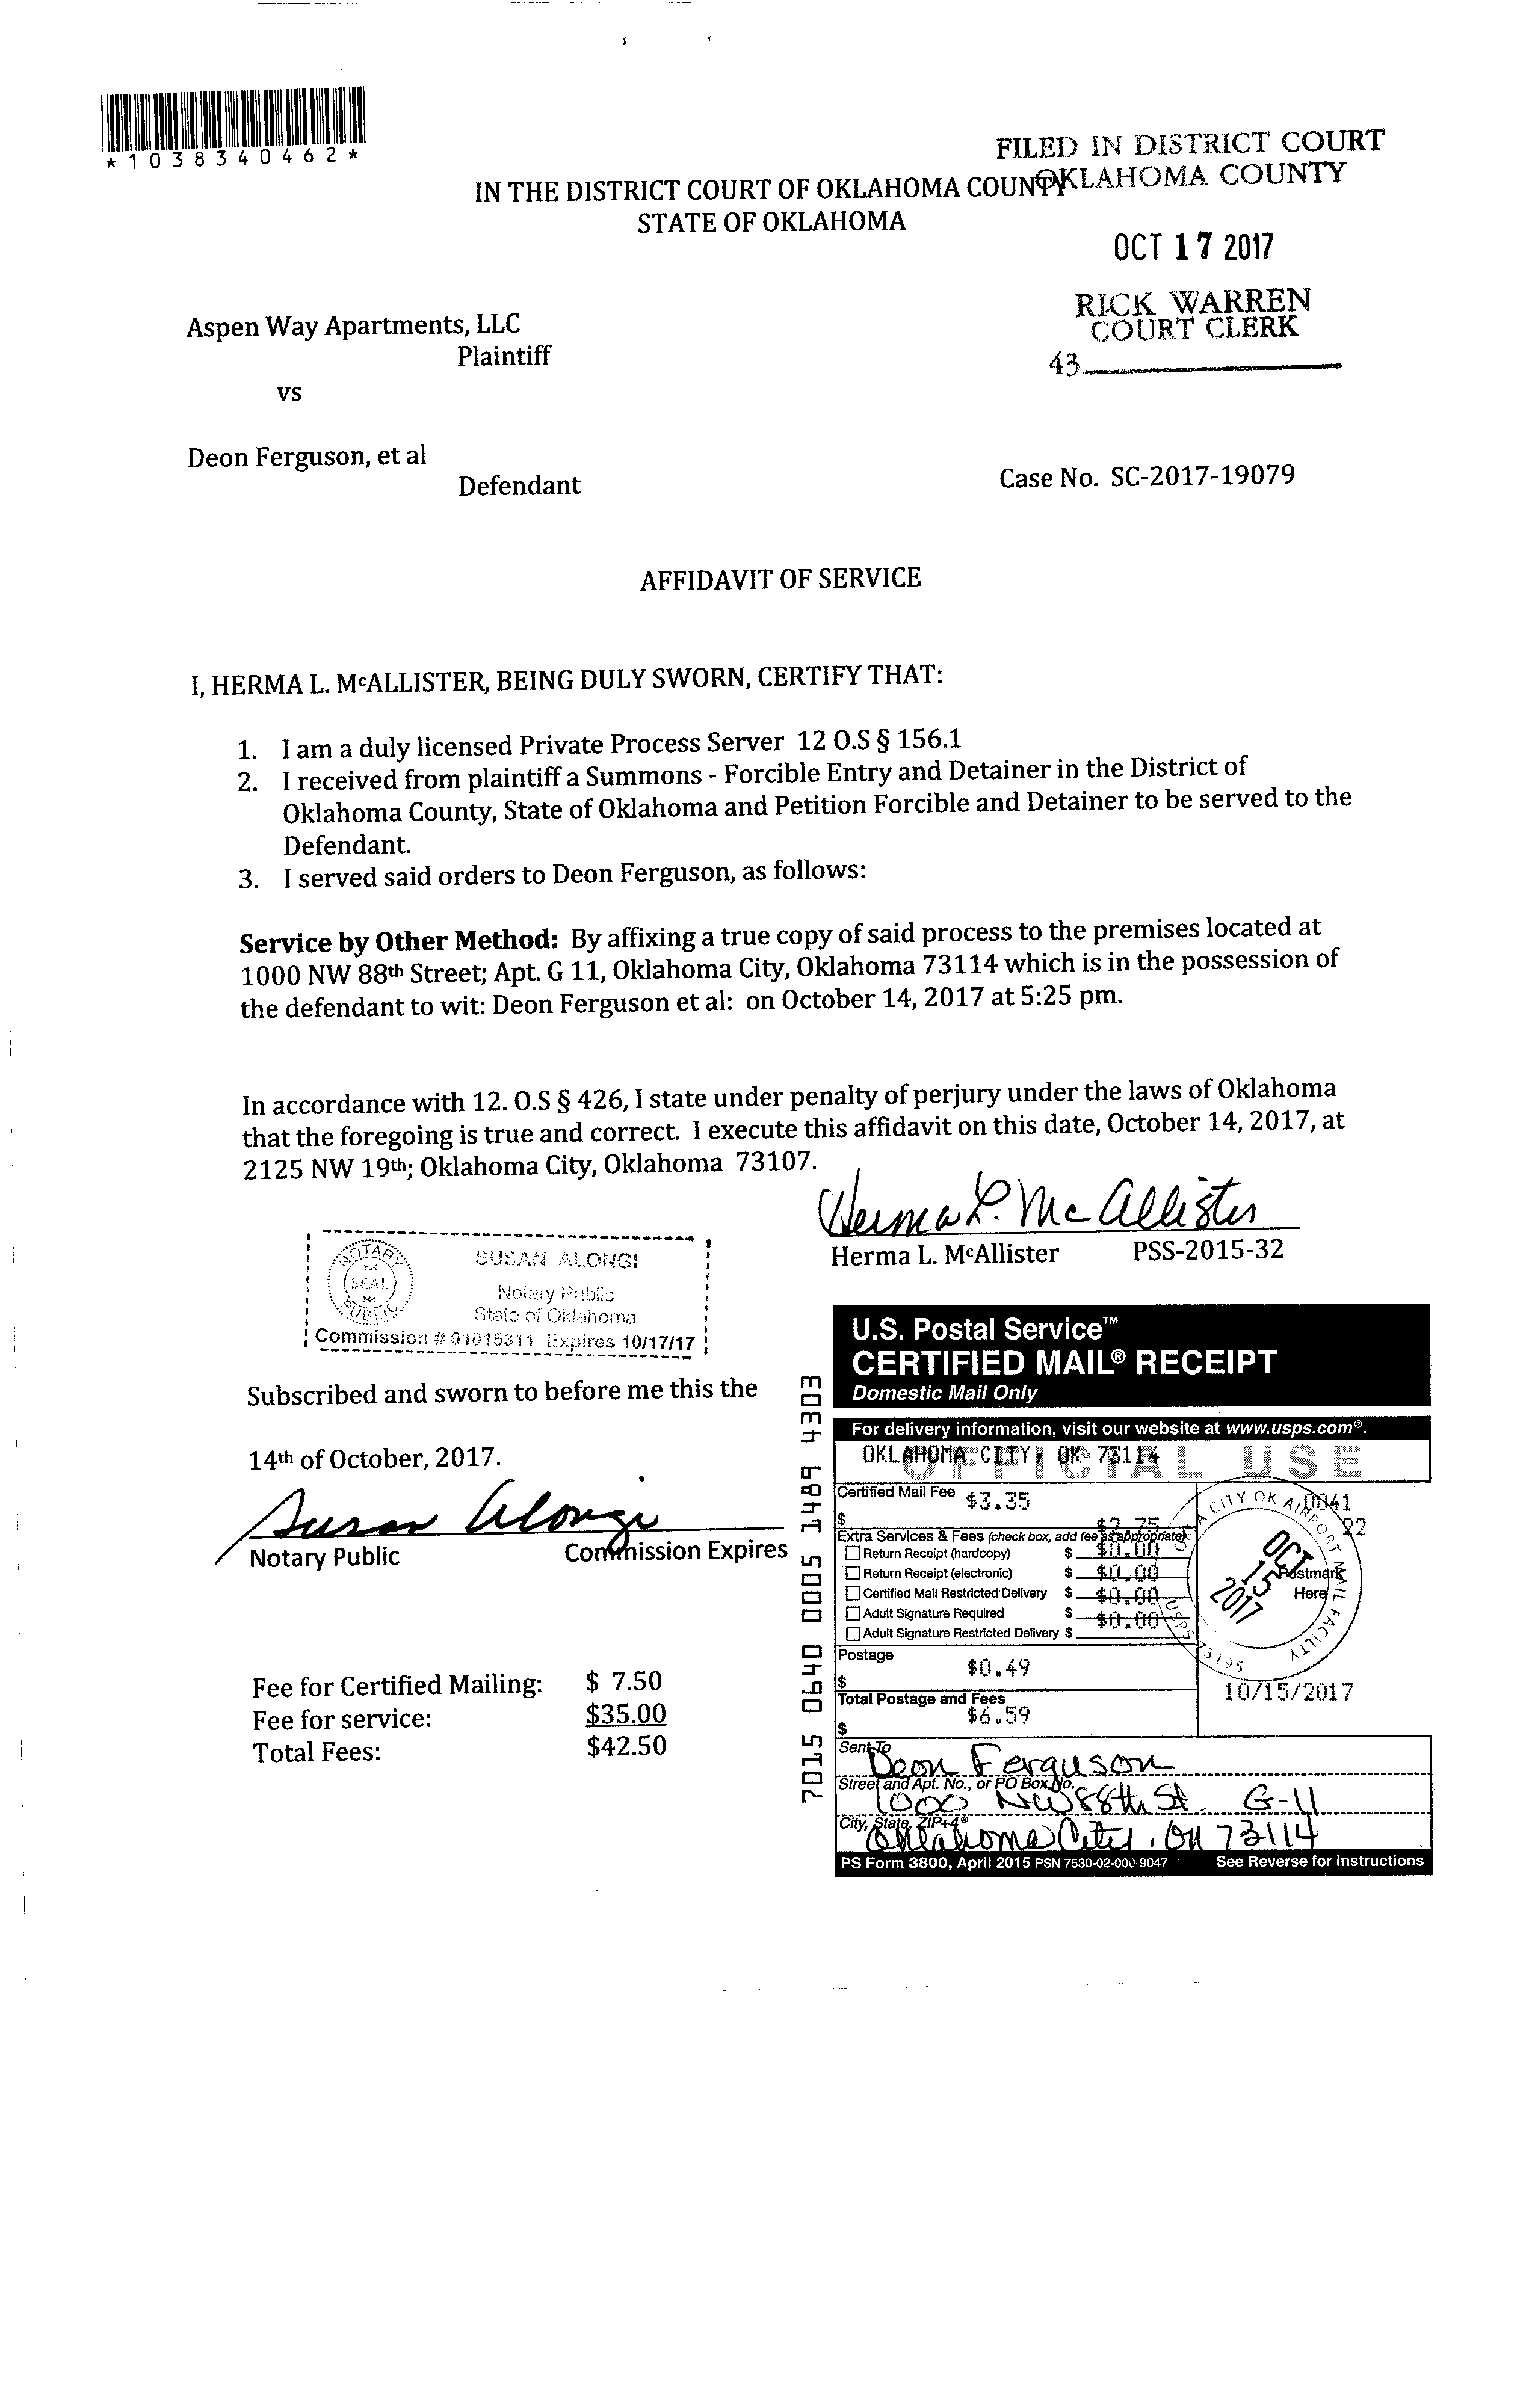 *1038340462*
FILED IN DISTRICT COURT
OKLAHOMA COUNTY
IN THE DISTRICT COURT OF OKLAHOMA COUNTY
STATE OF OKLAHOMA
OCT 17 2017
RICK WARREN
COURT CLERK
43
Aspen Way Apartments, LLC
Plaintiff
vs
Deon Ferguson, et al
Defendant
Case No. SC-2017-19079
AFFIDAVIT OF SERVICE
I, HERMA L. McALLISTER, BEING DULY SWORN, CERTIFY THAT:
1. I am a duly licensed Private Process Server 12 O.S § 156.1
2. I received from plaintiff a Summons - Forcible Entry and Detainer in the District of
Oklahoma County, State of Oklahoma and Petition Forcible and Detainer to be served to the
Defendant.
3. I served said orders to Deon Ferguson, as follows:
Service by Other Method: By affixing a true copy of said process to the premises located at
1000 NW 88th Street; Apt. G 11, Oklahoma City, Oklahoma 73114 which is in the possession of
the defendant to wit: Deon Ferguson et al: on October 14, 2017 at 5:25 pm.
In accordance with 12. O.S § 426, I state under penalty of perjury under the laws of Oklahoma
that the foregoing is true and correct. I execute this affidavit on this date, October 14, 2017, at
2125 NW 19th; Oklahoma City, Oklahoma 73107.
Herma L. McAllister
Herma L. McAllister PSS-2015-32
NOTARY
SEAL
PUBLIC
SUSAN ALONGI
Notary Public
State of Oklahoma
Commission # 01015311 Expires 10/17/17
Subscribed and sworn to before me this the
14th of October, 2017.
Susan Alongi
Notary Public Commission Expires
Fee for Certified Mailing: $ 7.50
Fee for service: $35.00
Total Fees: $42.50
7015 0640 0005 1489 4303
U.S. Postal Service™
CERTIFIED MAIL® RECEIPT
Domestic Mail Only
For delivery information, visit our website at www.usps.com®.
OFFICIAL USE
OKLAHOMA CITY, OK 73114
Certified Mail Fee $3.35
$
$2.75
0041
22
Extra Services & Fees (check box, add fee as appropriate)
Return Receipt (hardcopy) $ $0.00
Return Receipt (electronic) $ $0.00
Certified Mail Restricted Delivery $ $0.00
Adult Signature Required $ $0.00
Adult Signature Restricted Delivery $
Postmark
Here
CITY OK AIRPORT MAIL FACILITY
USPS 73195
OCT
15
2017
Postage
$0.49
$
10/15/2017
Total Postage and Fees
$6.59
$
Sent To
Deon Ferguson
Street and Apt. No., or PO Box No.
1000 NW 88th St. G-11
City, State, ZIP+4®
Oklahoma City, OK 73114
PS Form 3800, April 2015 PSN 7530-02-000-9047 See Reverse for Instructions